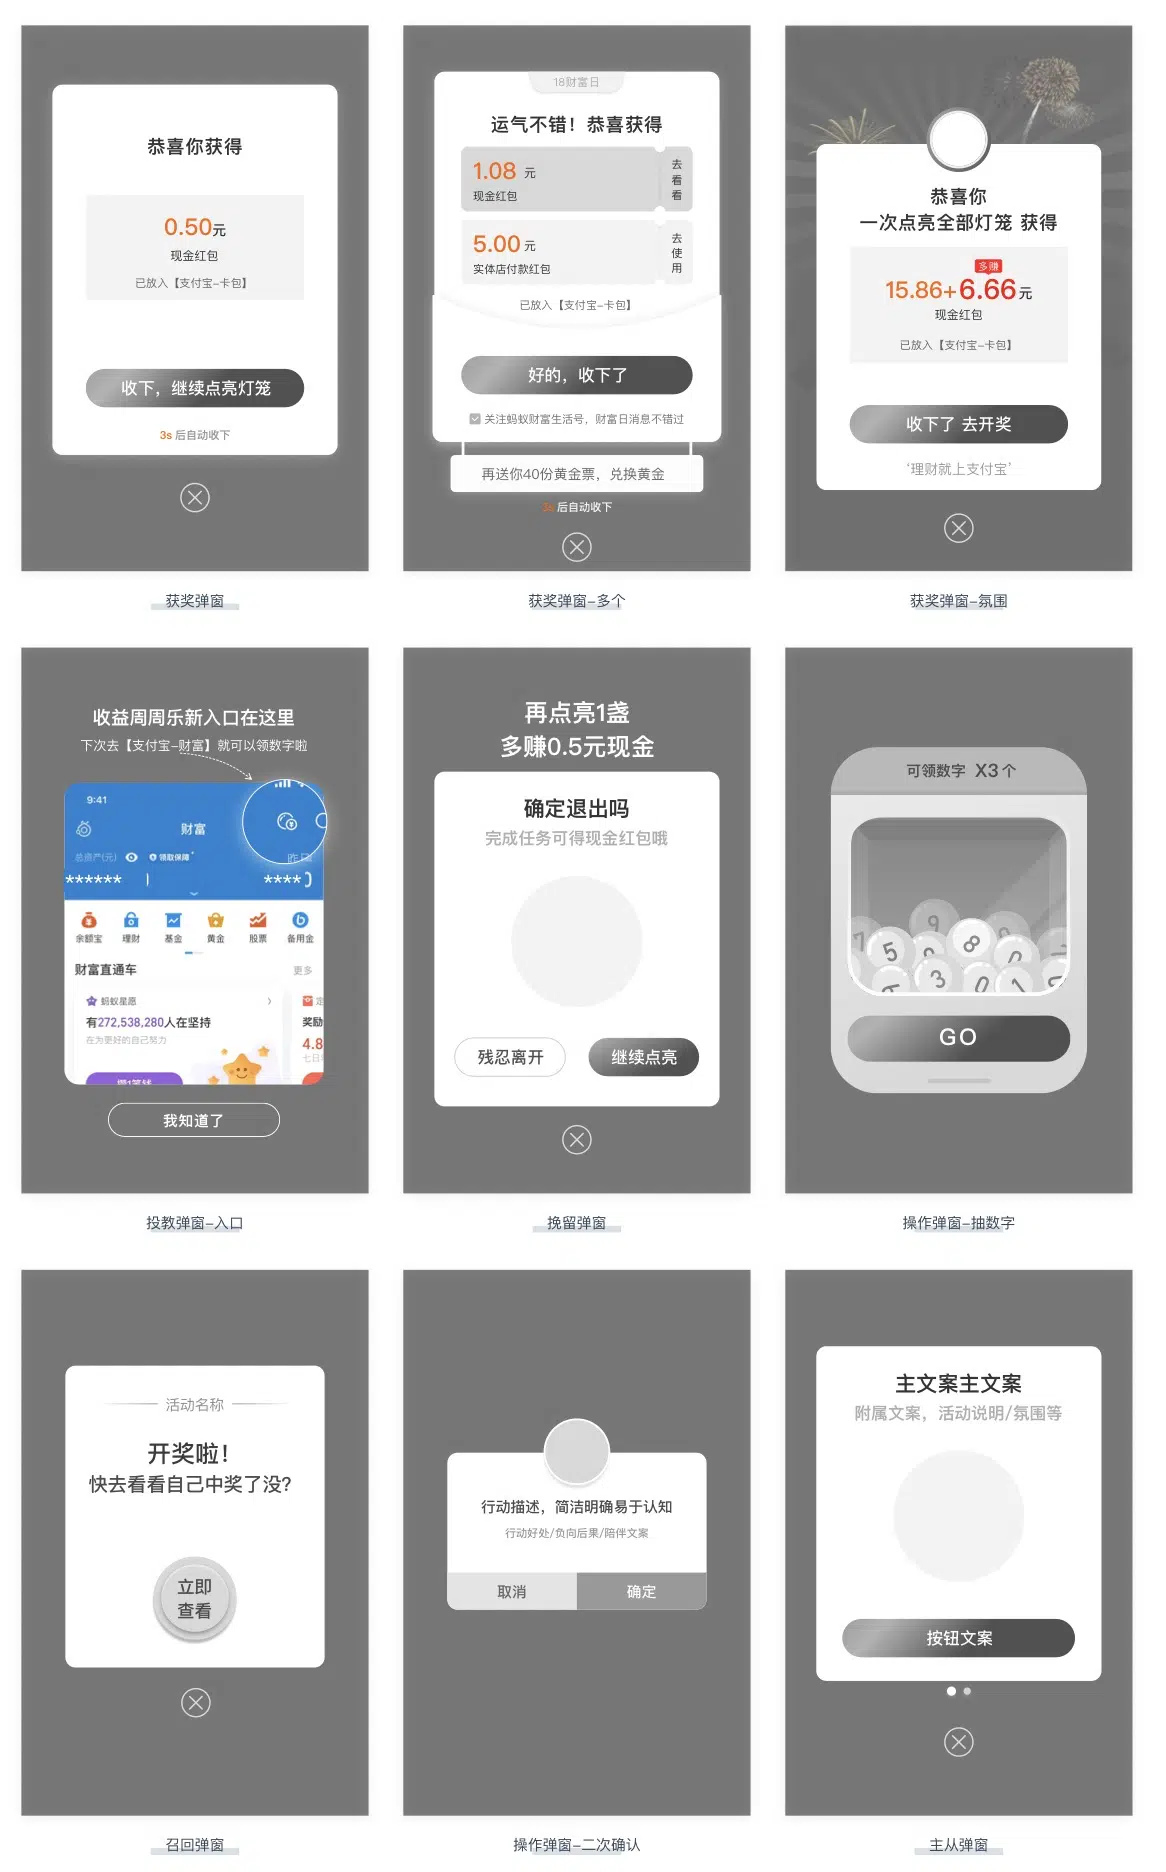 恭喜你获得
0.50元
现金红包
已放入【支付宝-卡包】
收下，继续点亮灯笼
3s 后自动收下
获奖弹窗
18财富日
运气不错！恭喜获得
1.08 元
现金红包
去看看
5.00 元
实体店付款红包
去使用
已放入【支付宝-卡包】
好的，收下了
关注蚂蚁财富生活号，财富日消息不错过
再送你40份黄金票，兑换黄金
3s 后自动收下
获奖弹窗-多个
恭喜你
一次点亮全部灯笼 获得
多赚
15.86+6.66元
现金红包
已放入【支付宝-卡包】
收下了 去开奖
‘理财就上支付宝’
获奖弹窗-氛围
收益周周乐新入口在这里
下次去【支付宝-财富】就可以领数字啦
9:41
财富
总资产(元)
领取保障
昨日
******
****
余额宝
理财
基金
黄金
股票
备用金
财富直通车
更多
蚂蚁星愿
有272,538,280人在坚持
在为更好的自己努力
奖励
4.8
七日
我知道了
投教弹窗-入口
再点亮1盏
多赚0.5元现金
确定退出吗
完成任务可得现金红包哦
残忍离开
继续点亮
挽留弹窗
可领数字 X3个
7
5
9
8
9
3
0
1
GO
操作弹窗-抽数字
活动名称
开奖啦！
快去看看自己中奖了没?
立即
查看
召回弹窗
行动描述，简洁明确易于认知
行动好处/负向后果/陪伴文案
取消
确定
操作弹窗-二次确认
主文案主文案
附属文案，活动说明/氛围等
按钮文案
主从弹窗